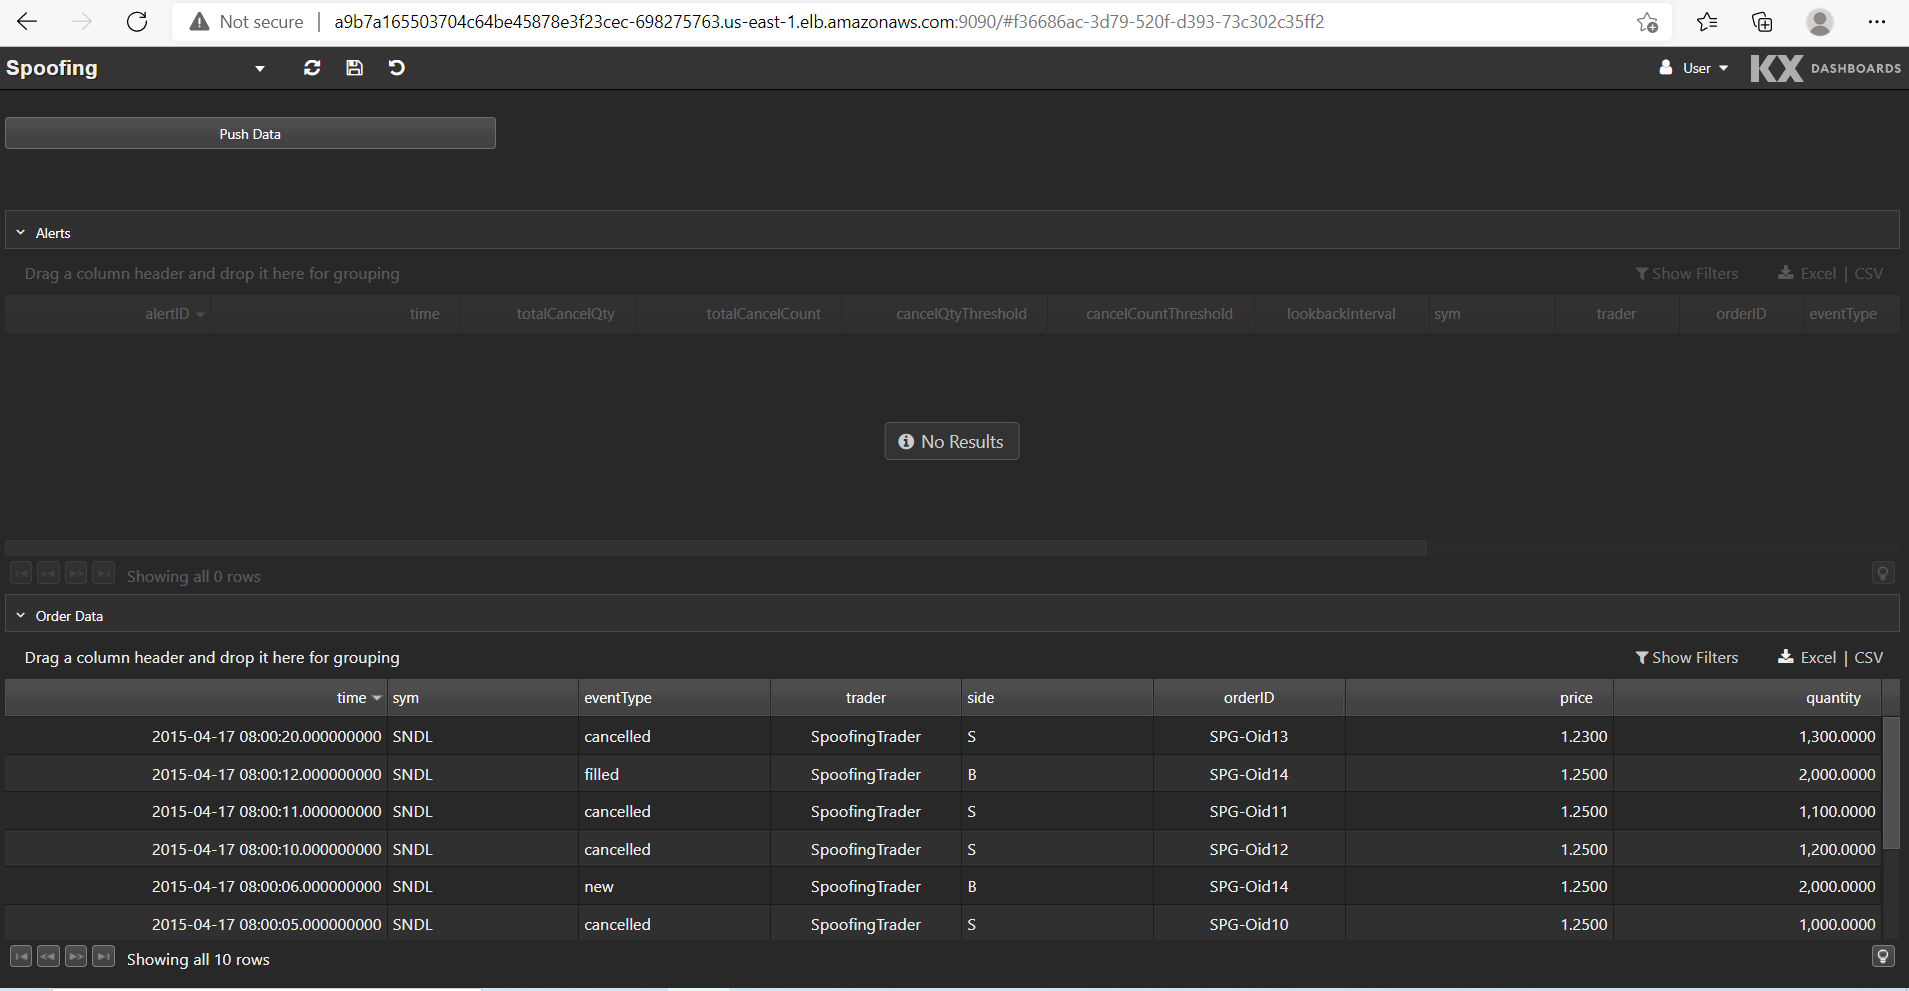 Not secure | a9b7a165503704c64be45878e3f23cec-698275763.us-east-1.elb.amazonaws.com:9090/#f36686ac-3d79-520f-d393-73c302c35ff2
Spoofing User KX DASHBOARDS
Push Data
Alerts
Drag a column header and drop it here for grouping Show Filters Excel | CSV
alertID time totalCancelQty totalCancelCount cancelQtyThreshold cancelCountThreshold lookbackInterval sym trader orderID eventType
No Results
Showing all 0 rows
Order Data
Drag a column header and drop it here for grouping Show Filters Excel | CSV
time sym eventType trader side orderID price quantity
2015-04-17 08:00:20.000000000 SNDL cancelled SpoofingTrader S SPG-Oid13 1.2300 1,300.0000
2015-04-17 08:00:12.000000000 SNDL filled SpoofingTrader B SPG-Oid14 1.2500 2,000.0000
2015-04-17 08:00:11.000000000 SNDL cancelled SpoofingTrader S SPG-Oid11 1.2500 1,100.0000
2015-04-17 08:00:10.000000000 SNDL cancelled SpoofingTrader S SPG-Oid12 1.2500 1,200.0000
2015-04-17 08:00:06.000000000 SNDL new SpoofingTrader B SPG-Oid14 1.2500 2,000.0000
2015-04-17 08:00:05.000000000 SNDL cancelled SpoofingTrader S SPG-Oid10 1.2500 1,000.0000
Showing all 10 rows